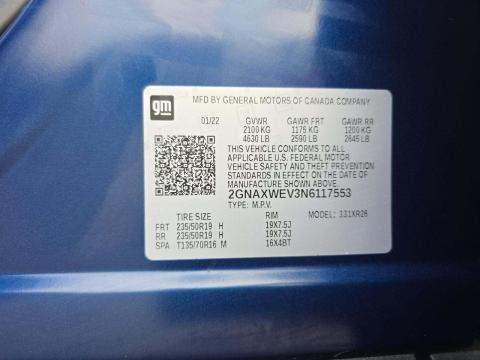 gm
MFD BY GENERAL MOTORS OF CANADA COMPANY
01/22 GVWR GAWR FRT GAWR RR
2100 KG 1175 KG 1200 KG
4630 LB 2590 LB 2645 LB
THIS VEHICLE CONFORMS TO ALL
APPLICABLE U.S. FEDERAL MOTOR
VEHICLE SAFETY AND THEFT PREVENTION
STANDARDS IN EFFECT ON THE DATE OF
MANUFACTURE SHOWN ABOVE.
2GNAXWEV3N6117553
TYPE: M.P.V. MODEL: 331XR26
TIRE SIZE RIM
FRT 235/50R19 H 19X7.5J
RR 235/50R19 H 19X7.5J
SPA T135/70R16 M 16X4BT